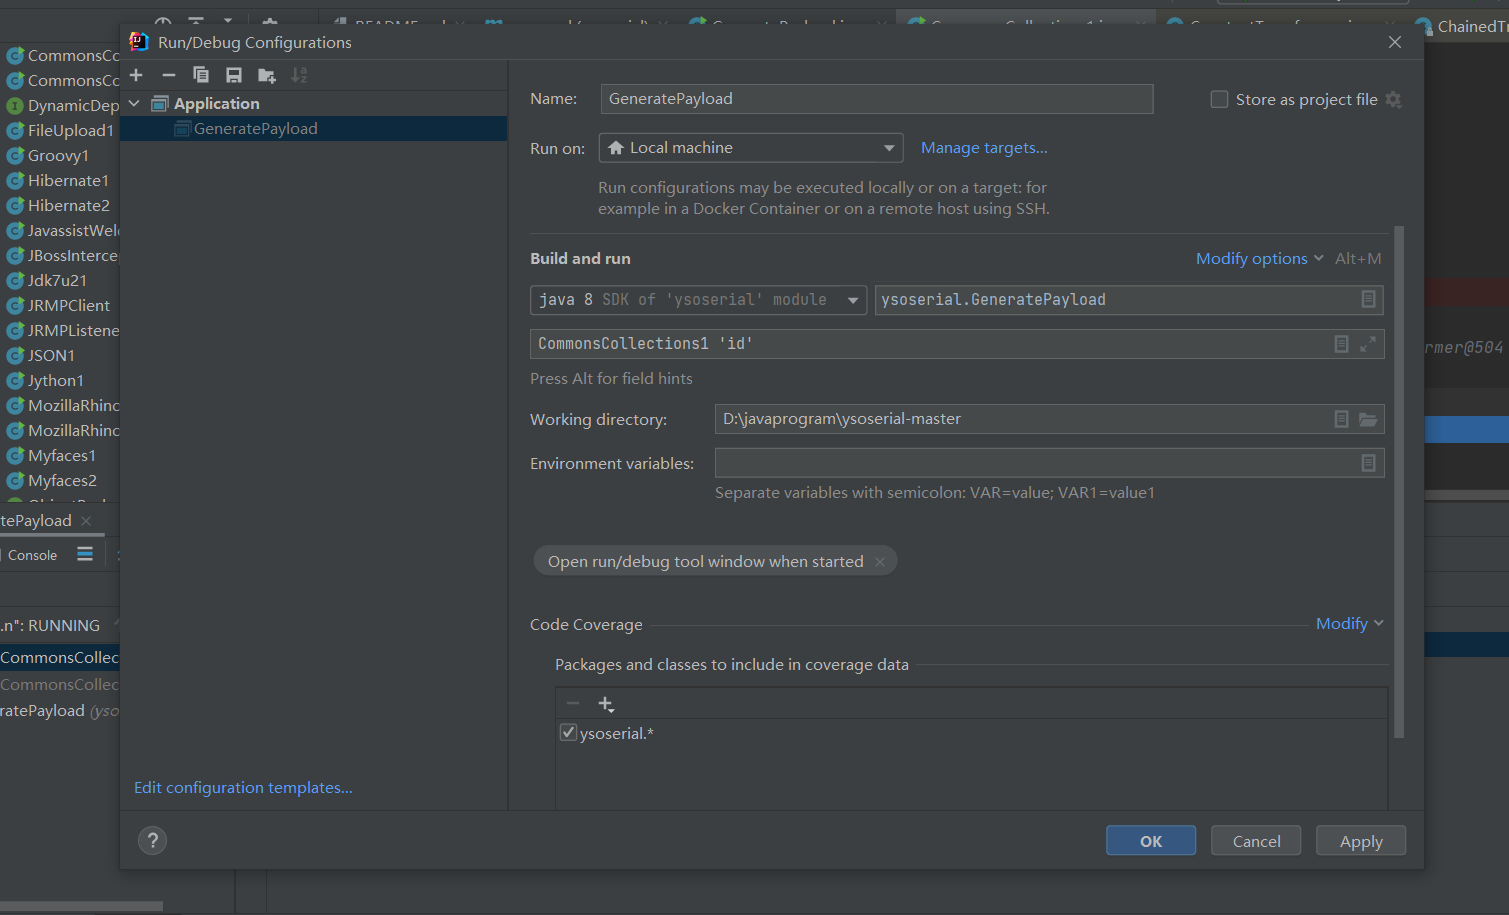 Run/Debug Configurations
ChainedTr
CommonsCo
CommonsCo
DynamicDep
FileUpload1
Groovy1
Hibernate1
Hibernate2
JavassistWel
JBossInterce
Jdk7u21
JRMPClient
JRMPListene
JSON1
Jython1
MozillaRhino
MozillaRhino
Myfaces1
Myfaces2
tePayload
Console
.n": RUNNING
CommonsCollec
CommonsCollec
ratePayload (yso
Application
GeneratePayload
Edit configuration templates...
Name: GeneratePayload
Store as project file
Run on: Local machine
Manage targets...
Run configurations may be executed locally or on a target: for
example in a Docker Container or on a remote host using SSH.
Build and run
Modify options Alt+M
java 8 SDK of 'ysoserial' module
ysoserial.GeneratePayload
CommonsCollections1 'id'
Press Alt for field hints
Working directory: D:\javaprogram\ysoserial-master
Environment variables:
Separate variables with semicolon: VAR=value; VAR1=value1
Open run/debug tool window when started
Code Coverage
Modify
Packages and classes to include in coverage data
ysoserial.*
rmer@504
?
OK
Cancel
Apply